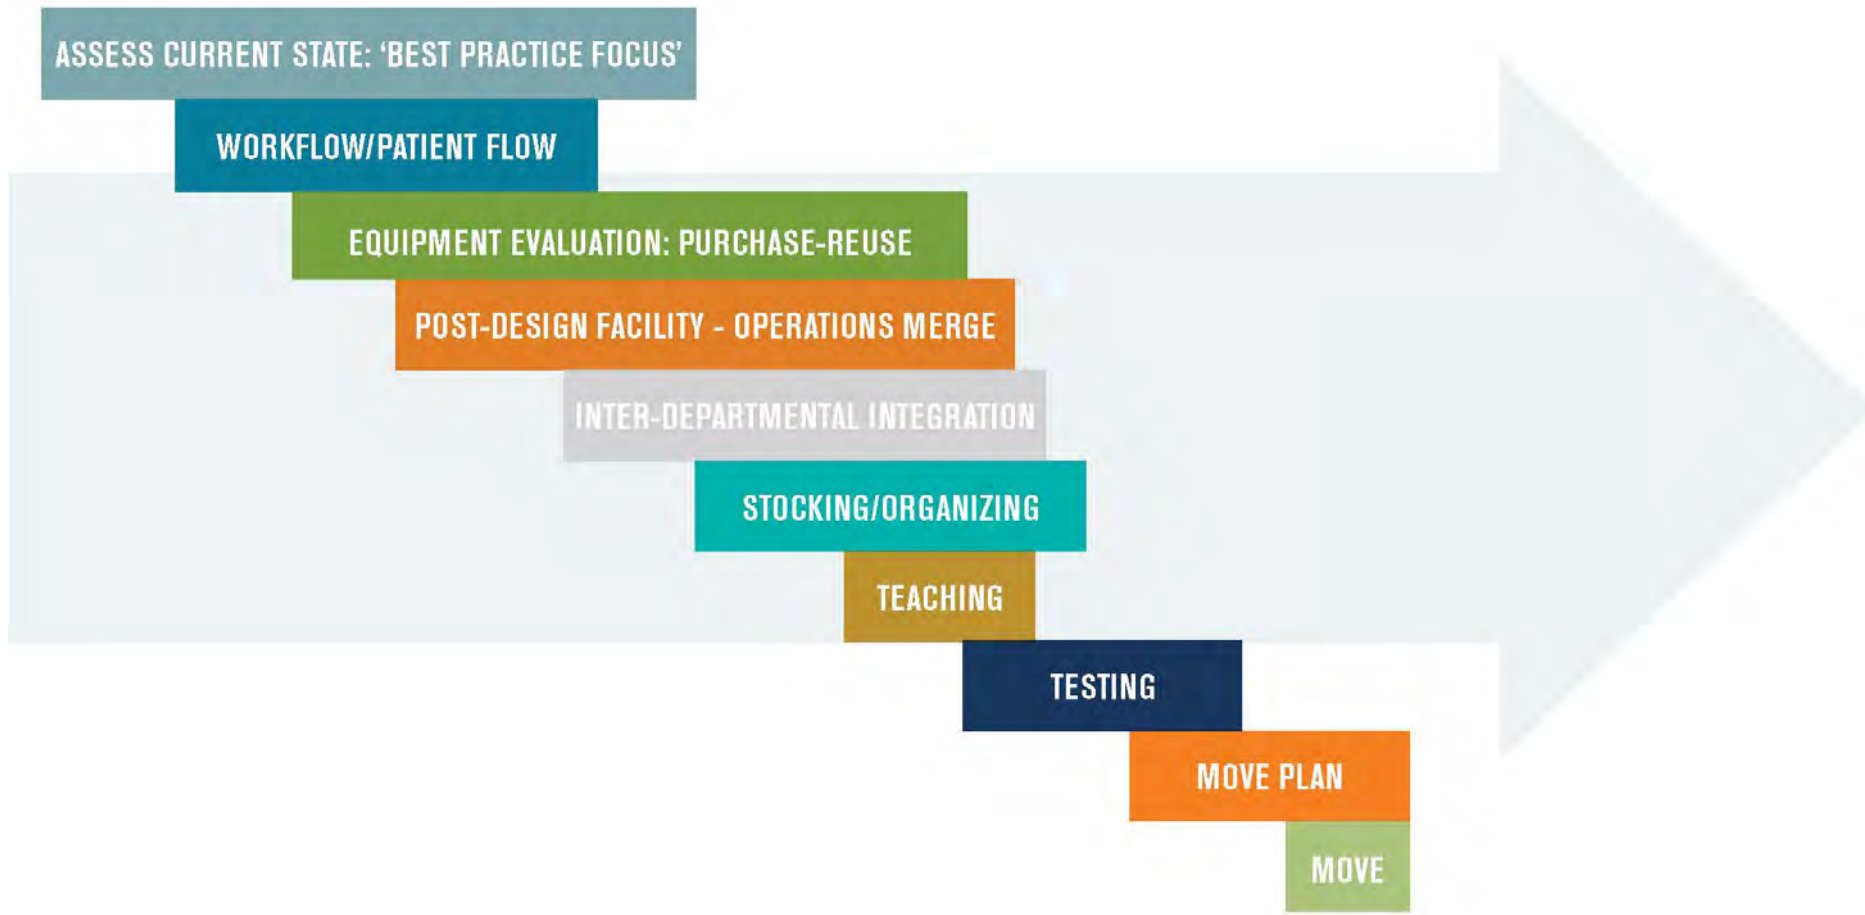 ASSESS CURRENT STATE: ‘BEST PRACTICE FOCUS’
WORKFLOW/PATIENT FLOW
EQUIPMENT EVALUATION: PURCHASE-REUSE
POST-DESIGN FACILITY - OPERATIONS MERGE
INTER-DEPARTMENTAL INTEGRATION
STOCKING/ORGANIZING
TEACHING
TESTING
MOVE PLAN
MOVE